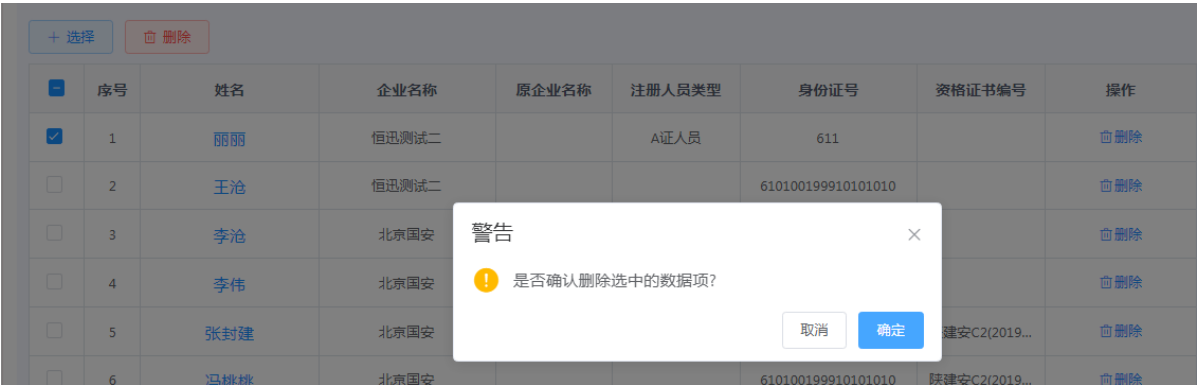 + 选择 删除
序号 姓名 企业名称 原企业名称 注册人员类型 身份证号 资格证书编号 操作
1 丽丽 恒迅测试二 A证人员 611 删除
2 王沧 恒迅测试二 610100199910101010 删除
3 李沧 北京国安 删除
4 李伟 北京国安 删除
5 张封建 北京国安 建安C2(2019... 删除
6 冯桃桃 北京国安 610100199910101010 陕建安C2(2019... 删除
警告
是否确认删除选中的数据项?
取消 确定